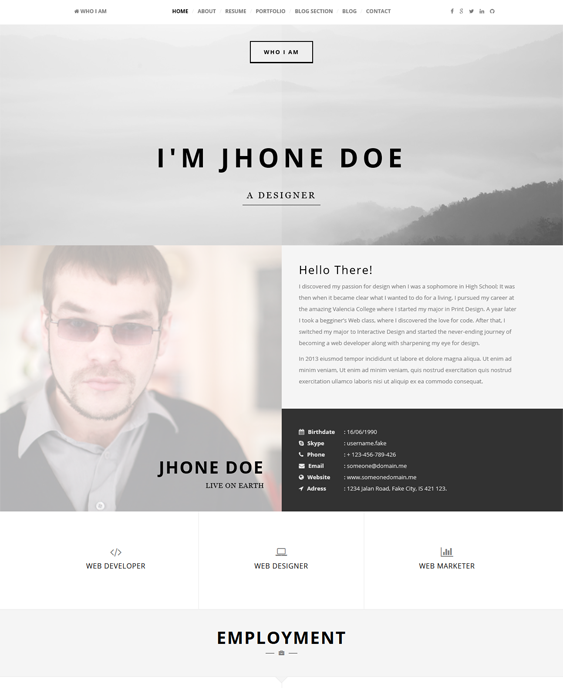 WHO I AM HOME ABOUT RESUME PORTFOLIO BLOG SECTION BLOG CONTACT
WHO I AM
I'M JHONE DOE
A DESIGNER
Hello There!
I discovered my passion for design when I was a sophomore in High School; It was
then when it became clear what I wanted to do for a living. I pursued my career at
the amazing Valencia College where I started my major in Print Design. A year later
I took a begginer's Web class. where I discovered the love for code. After that, I
switched my major to Interactive Design and started the never-ending journey of
becoming a web developer along with sharpening my eye for design.
In 2013 eiusmod tempor incididunt ut labore et dolore magna aliqua. Ut enim ad
minim veniam, Ut enim ad minim veniam, quis nostrud exercitation quis nostrud
exercitation ullamco laboris nisi ut aliquip ex ea commodo consequat.
JHONE DOE
LIVE ON EARTH
Birthdate : 16/06/1990
Skype : username.fake
Phone : + 123-456-789-426
Email : someone@domain.me
Website : www.someonedomain.me
Adress : 1234 Jalan Road, Fake City, IS 421 123.
WEB DEVELOPER
WEB DESIGNER
WEB MARKETER
EMPLOYMENT